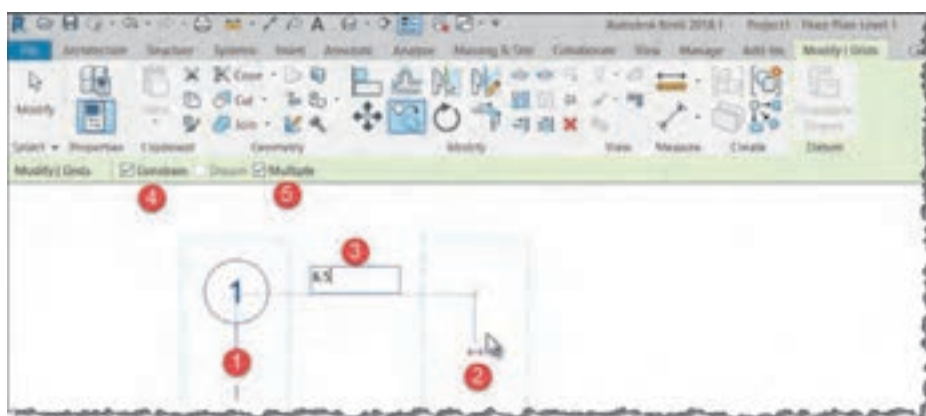 Autodesk Revit 2018.1 Project1 Floor Plan: Level 1
File Architecture Structure Systems Insert Annotate Analyze Massing & Site Collaborate View Manage Add-Ins Modify | Grids
Modify Cope
Cut
Join
Select Properties Clipboard Geometry Modify View Measure Create Datum
Modify | Grids Constrain Multiple
4 5
3
6.5
1
1 2